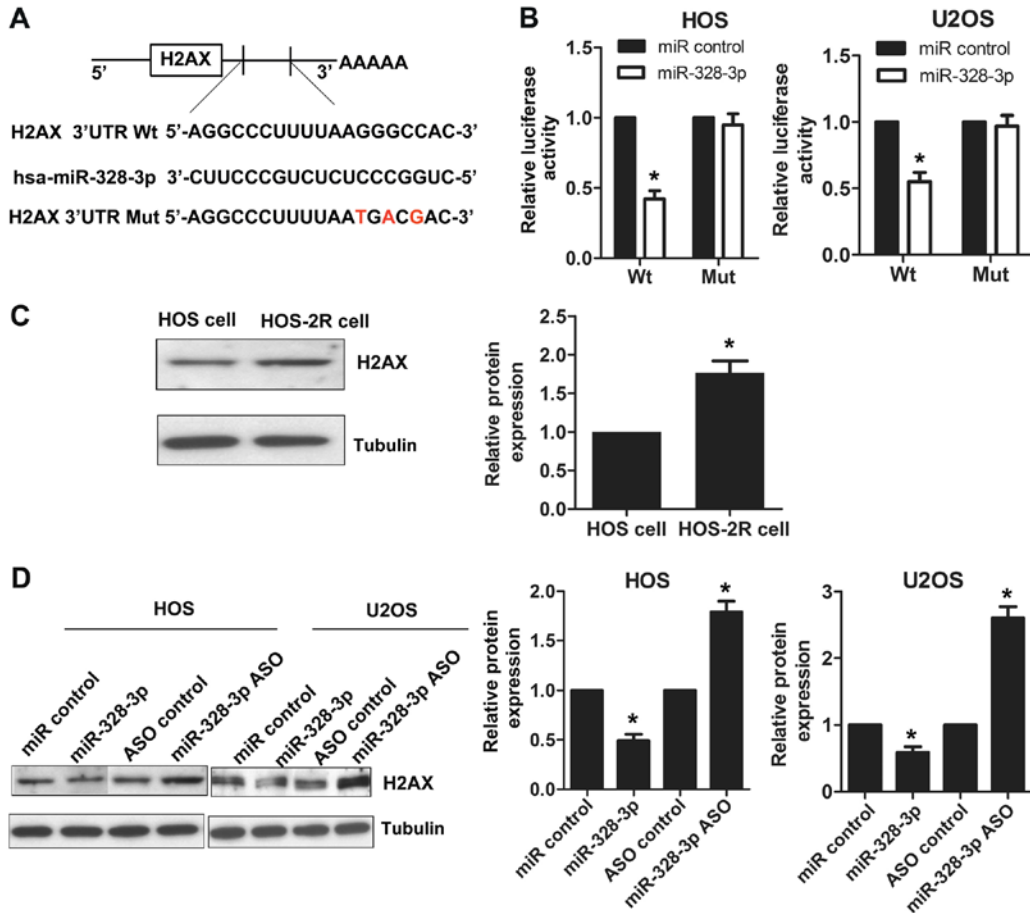 A
5' H2AX 3' AAAAA
H2AX 3'UTR Wt 5'-AGGCCCUUUUAAGGGCCAC-3'
hsa-miR-328-3p 3'-CUUCCCGUCUCUCCCGGUC-5'
H2AX 3'UTR Mut 5'-AGGCCCUUUUAATGACGAC-3'
B
HOS
miR control
miR-328-3p
Relative luciferase activity
1.5
1.0
0.5
0.0
*
Wt Mut
U2OS
miR control
miR-328-3p
Relative luciferase activity
1.5
1.0
0.5
0.0
*
Wt Mut
C
HOS cell HOS-2R cell
H2AX
Tubulin
Relative protein expression
2.5
2.0
1.5
1.0
0.5
0.0
*
HOS cell HOS-2R cell
D
HOS U2OS
miR control miR-328-3p ASO control miR-328-3p ASO miR control miR-328-3p ASO control miR-328-3p ASO
H2AX
Tubulin
HOS
Relative protein expression
2.0
1.5
1.0
0.5
0.0
*
*
miR control miR-328-3p ASO control miR-328-3p ASO
U2OS
Relative protein expression
3
2
1
0
*
*
miR control miR-328-3p ASO control miR-328-3p ASO